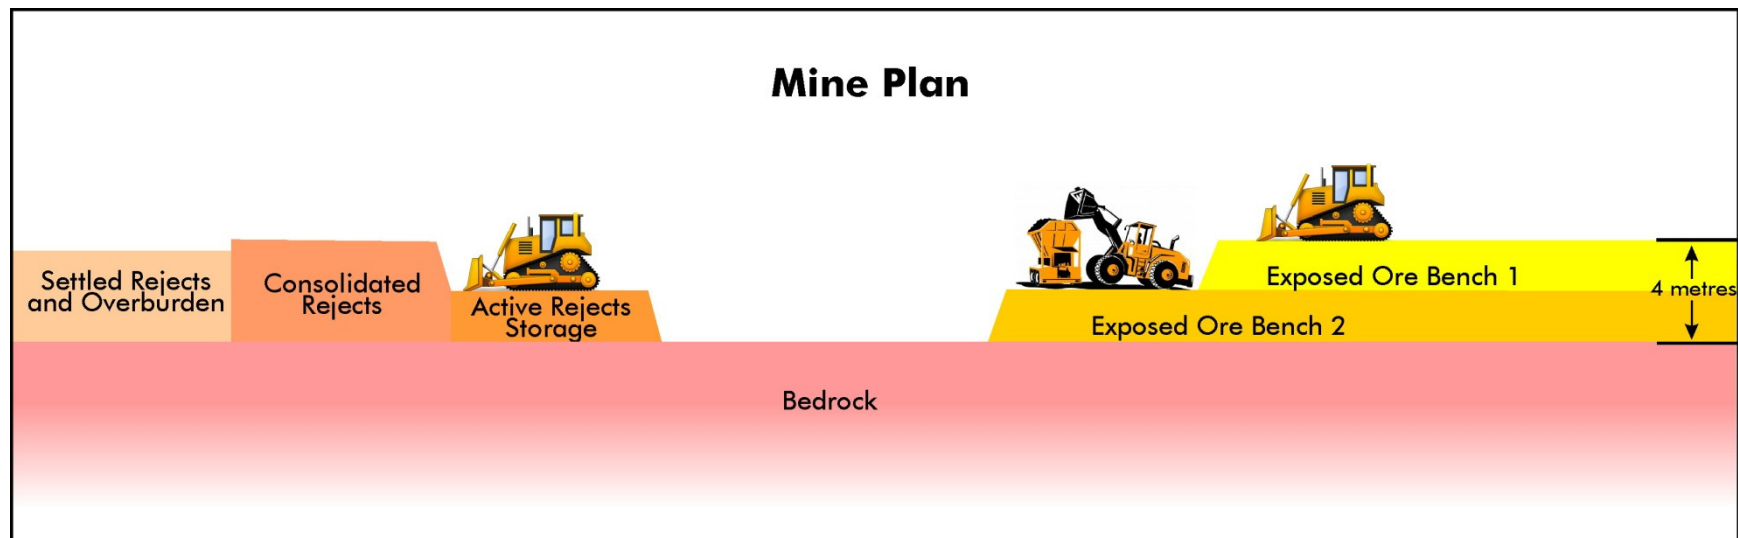 Mine Plan
Settled Rejects
and Overburden
Consolidated
Rejects
Active Rejects
Storage
Exposed Ore Bench 1
4 metres
Exposed Ore Bench 2
Bedrock